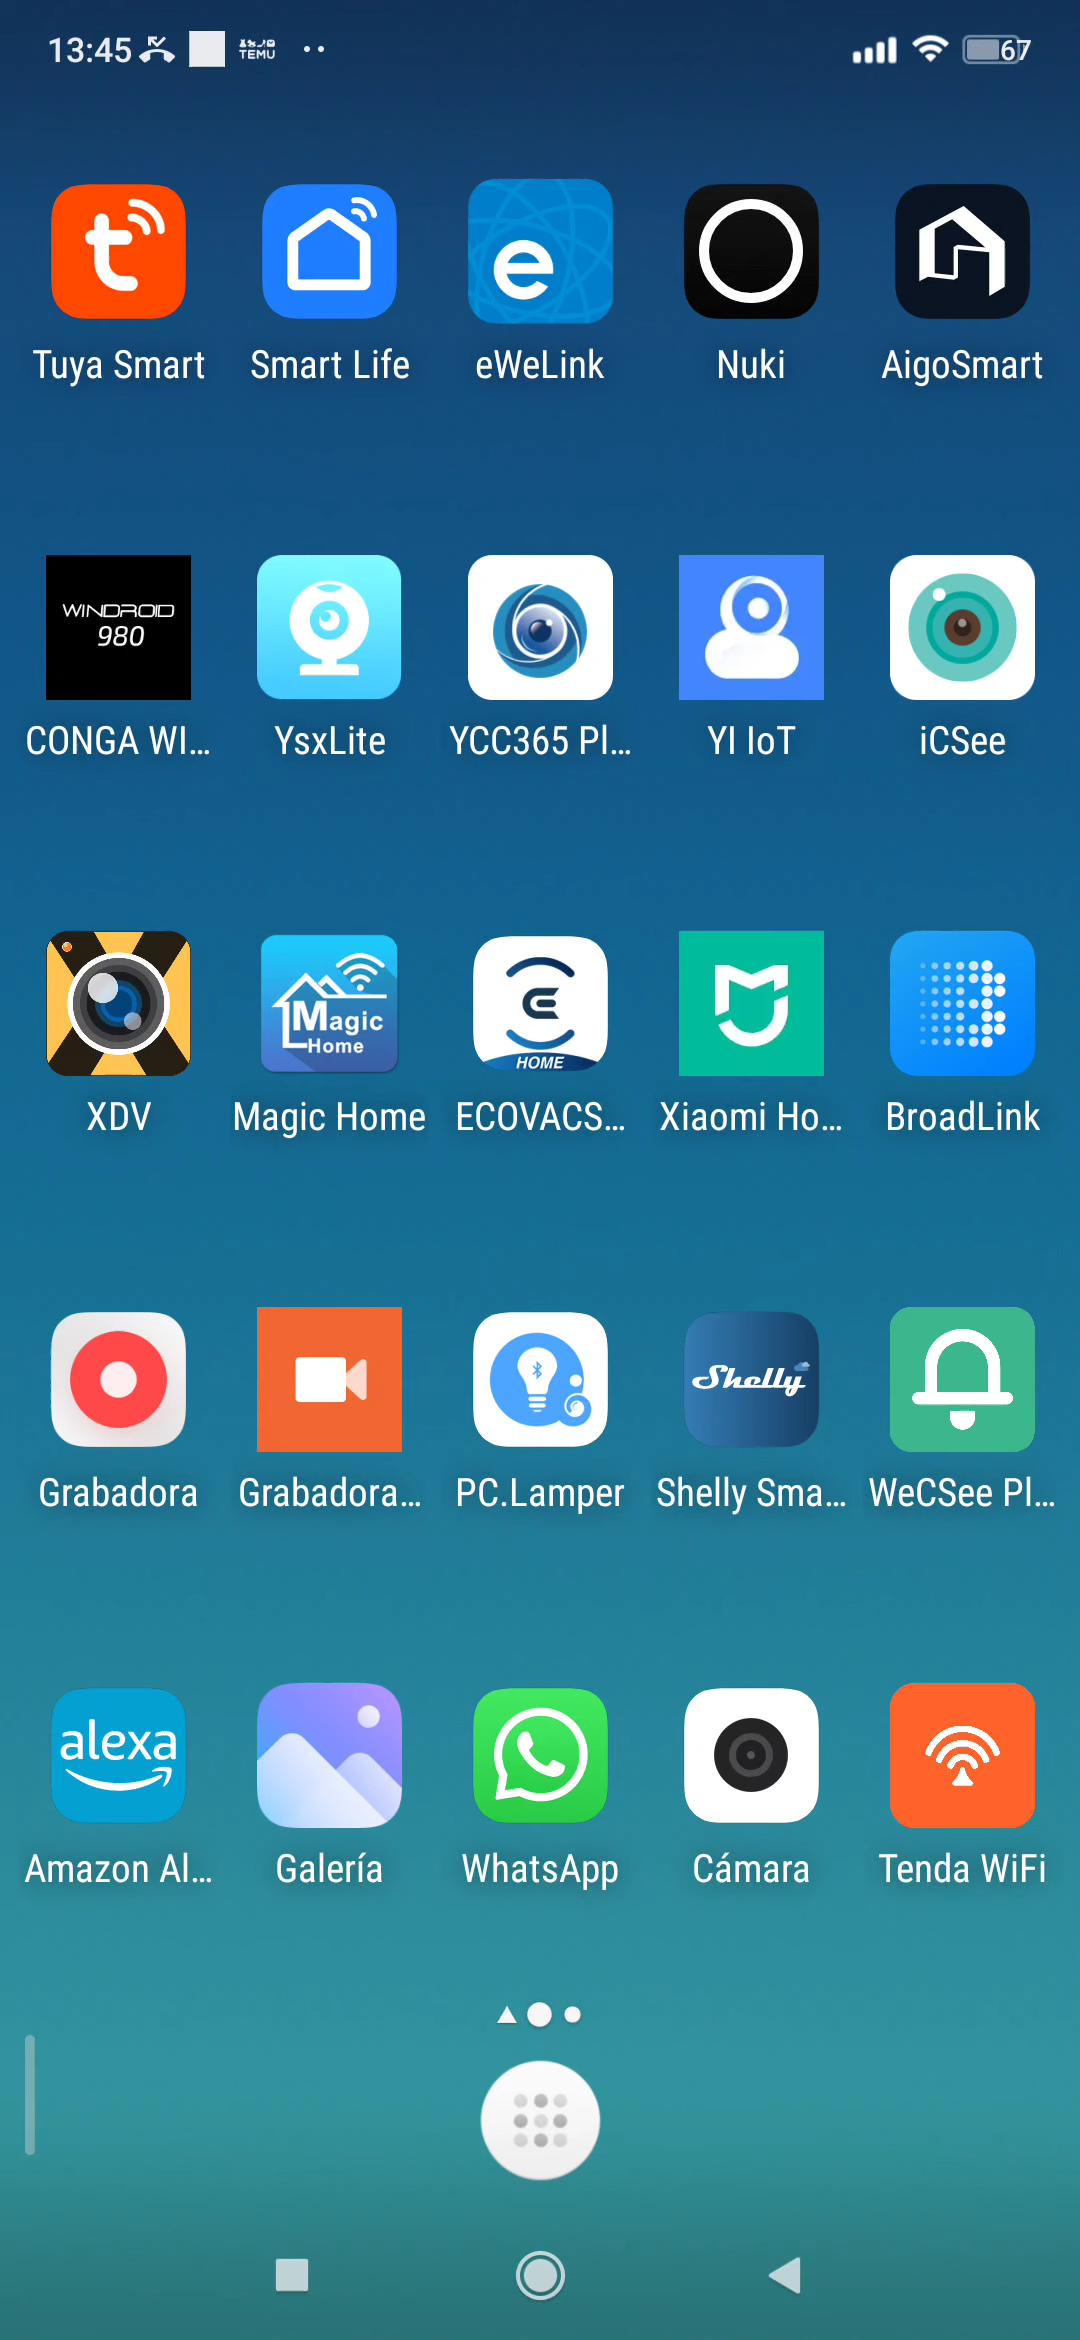 13:45 TEMU 67
t
e
Tuya Smart Smart Life eWeLink Nuki AigoSmart
WINDROID
980
CONGA WI... YsxLite YCC365 Pl... YI IoT iCSee
Magic
Home
HOME
XDV Magic Home ECOVACS... Xiaomi Ho... BroadLink
Shelly
Grabadora Grabadora... PC.Lamper Shelly Sma... WeCSee Pl...
alexa
Amazon Al... Galería WhatsApp Cámara Tenda WiFi